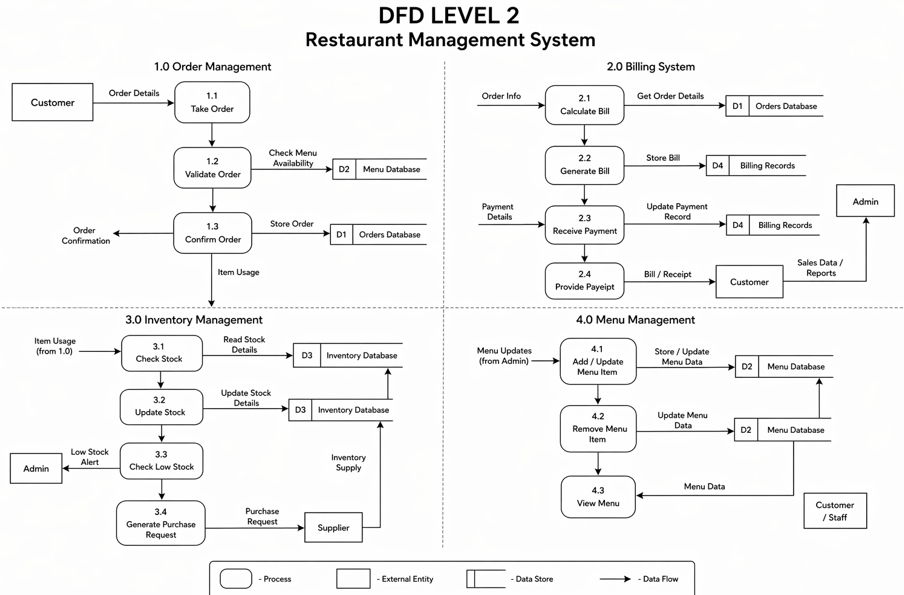 DFD LEVEL 2
Restaurant Management System
1.0 Order Management
Customer
Order Details
1.1
Take Order
1.2
Validate Order
Check Menu
Availability
D2 Menu Database
1.3
Confirm Order
Order
Confirmation
Store Order
D1 Orders Database
Item Usage
2.0 Billing System
Order Info
2.1
Calculate Bill
Get Order Details
D1 Orders Database
2.2
Generate Bill
Store Bill
D4 Billing Records
Payment
Details
2.3
Receive Payment
Update Payment
Record
D4 Billing Records
Admin
2.4
Provide Payeipt
Bill / Receipt
Customer
Sales Data /
Reports
3.0 Inventory Management
Item Usage
(from 1.0)
3.1
Check Stock
Read Stock
Details
D3 Inventory Database
3.2
Update Stock
Update Stock
Details
D3 Inventory Database
3.3
Check Low Stock
Low Stock
Alert
Admin
Inventory
Supply
3.4
Generate Purchase
Request
Purchase
Request
Supplier
4.0 Menu Management
Menu Updates
(from Admin)
4.1
Add / Update
Menu Item
Store / Update
Menu Data
D2 Menu Database
4.2
Remove Menu
Item
Update Menu
Data
D2 Menu Database
4.3
View Menu
Menu Data
Customer
/ Staff
- Process
- External Entity
- Data Store
- Data Flow